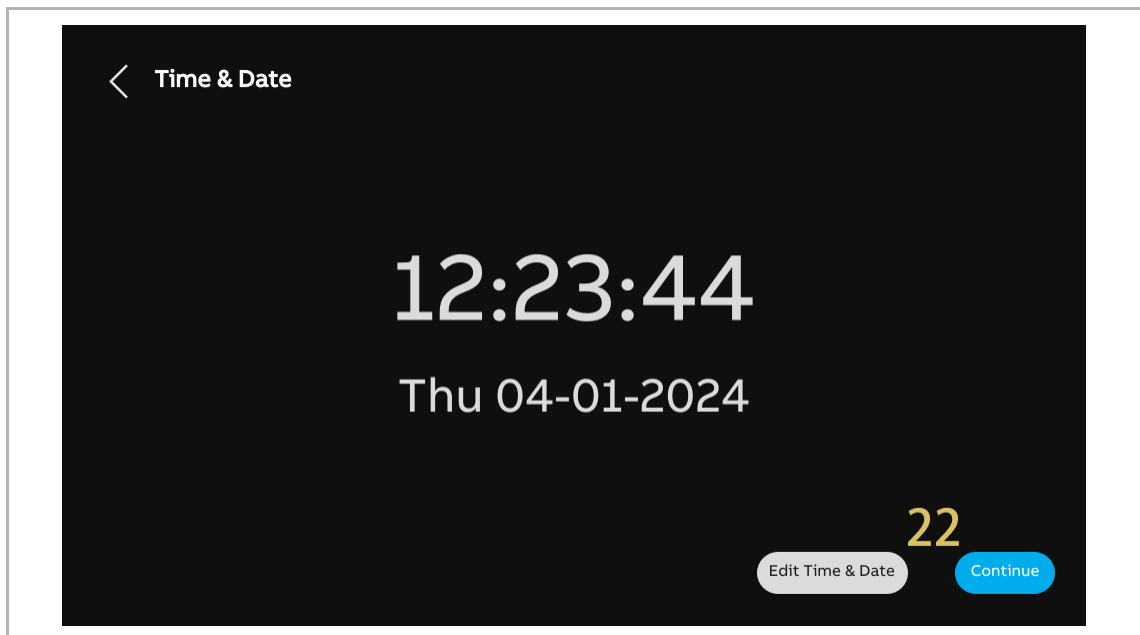 Time & Date
12:23:44
Thu 04-01-2024
22
Edit Time & Date
Continue